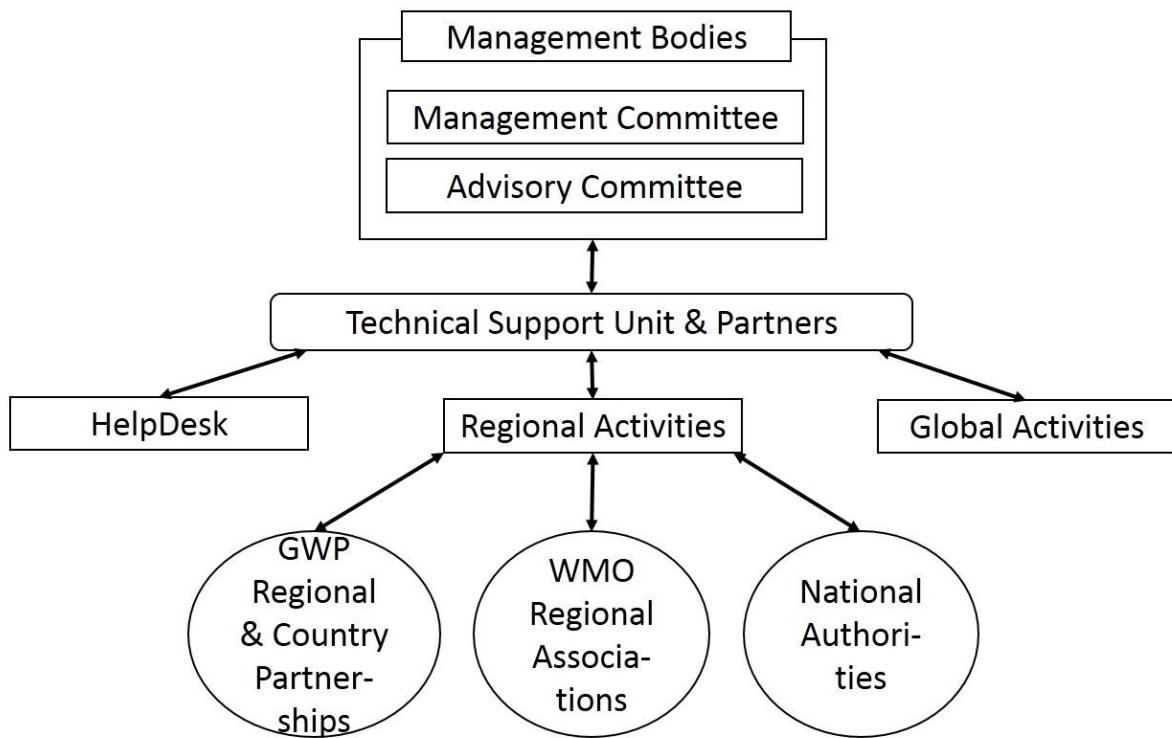 Management Bodies
Management Committee
Advisory Committee
Technical Support Unit & Partners
HelpDesk
Regional Activities
Global Activities
GWP
Regional
& Country
Partner-
ships
WMO
Regional
Associa-
tions
National
Authori-
ties